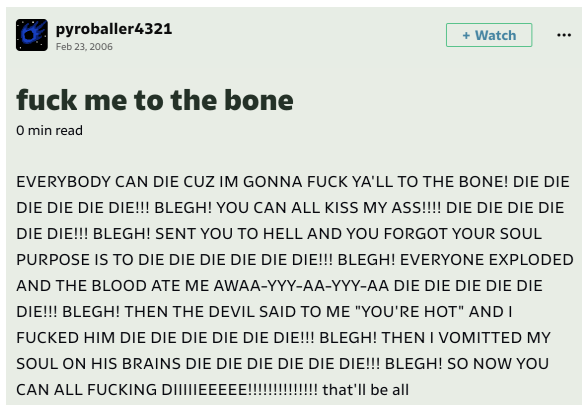 pyroballer4321
Feb 23, 2006
+ Watch
fuck me to the bone
0 min read
EVERYBODY CAN DIE CUZ IM GONNA FUCK YA'LL TO THE BONE! DIE DIE
DIE DIE DIE DIE!!! BLEGH! YOU CAN ALL KISS MY ASS!!!! DIE DIE DIE DIE
DIE DIE!!! BLEGH! SENT YOU TO HELL AND YOU FORGOT YOUR SOUL
PURPOSE IS TO DIE DIE DIE DIE DIE DIE!!! BLEGH! EVERYONE EXPLODED
AND THE BLOOD ATE ME AWAA-YYY-AA-YYY-AA DIE DIE DIE DIE DIE
DIE!!! BLEGH! THEN THE DEVIL SAID TO ME "YOU'RE HOT" AND I
FUCKED HIM DIE DIE DIE DIE DIE DIE!!! BLEGH! THEN I VOMITTED MY
SOUL ON HIS BRAINS DIE DIE DIE DIE DIE DIE!!! BLEGH! SO NOW YOU
CAN ALL FUCKING DIIIIIEEEEE!!!!!!!!!!!!!! that'll be all